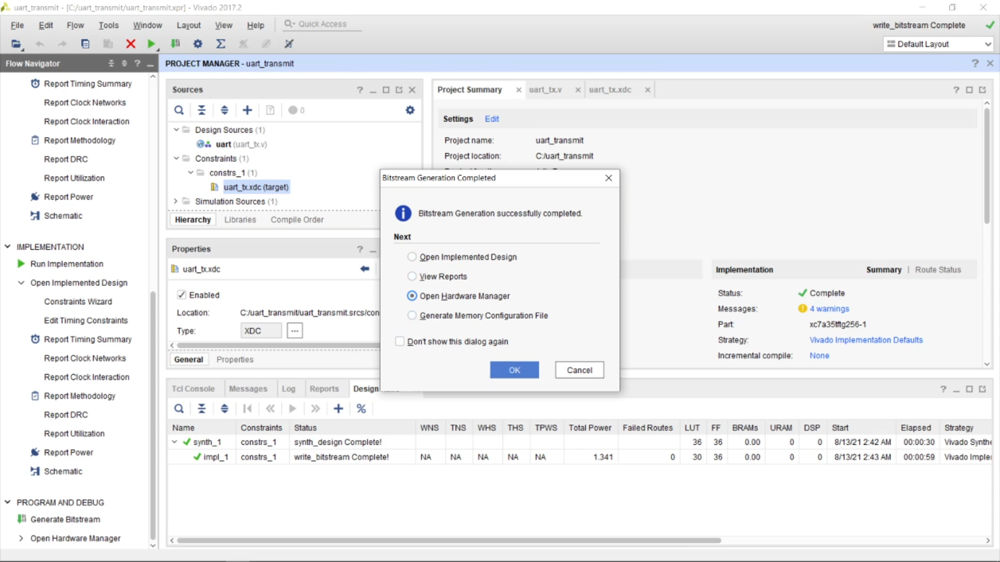 uart_transmit - [C:/uart_transmit/uart_transmit.xpr] - Vivado 2017.2
File Edit Flow Tools Window Layout View Help Quick Access
write_bitstream Complete
Default Layout
Flow Navigator
PROJECT MANAGER - uart_transmit
Report Timing Summary
Report Clock Networks
Report Clock Interaction
Report Methodology
Report DRC
Report Utilization
Report Power
Schematic
IMPLEMENTATION
Run Implementation
Open Implemented Design
Constraints Wizard
Edit Timing Constraints
Report Timing Summary
Report Clock Networks
Report Clock Interaction
Report Methodology
Report DRC
Report Utilization
Report Power
Schematic
PROGRAM AND DEBUG
Generate Bitstream
Open Hardware Manager
Sources
0
Design Sources (1)
uart (uart_tx.v)
Constraints (1)
constrs_1 (1)
uart_tx.xdc (target)
Simulation Sources (1)
Hierarchy Libraries Compile Order
Properties
uart_tx.xdc
Enabled
Location: C:/uart_transmit/uart_transmit.srcs/con
Type: XDC
General Properties
Project Summary uart_tx.v uart_tx.xdc
Settings Edit
Project name: uart_transmit
Project location: C:/uart_transmit
Implementation Summary | Route Status
Status: Complete
Messages: 4 warnings
Part: xc7a35tftg256-1
Strategy: Vivado Implementation Defaults
Incremental compile: None
Bitstream Generation Completed
Bitstream Generation successfully completed.
Next
Open Implemented Design
View Reports
Open Hardware Manager
Generate Memory Configuration File
Don't show this dialog again
OK Cancel
Tcl Console Messages Log Reports Design
Name Constraints Status WNS TNS WHS THS TPWS Total Power Failed Routes LUT FF BRAMs URAM DSP Start Elapsed Strategy
synth_1 constrs_1 synth_design Complete! 36 36 0.00 0 0 8/13/21 2:42 AM 00:00:30 Vivado Synthe
impl_1 constrs_1 write_bitstream Complete! NA NA NA NA NA 1.341 0 30 36 0.00 0 0 8/13/21 2:43 AM 00:00:59 Vivado Imple